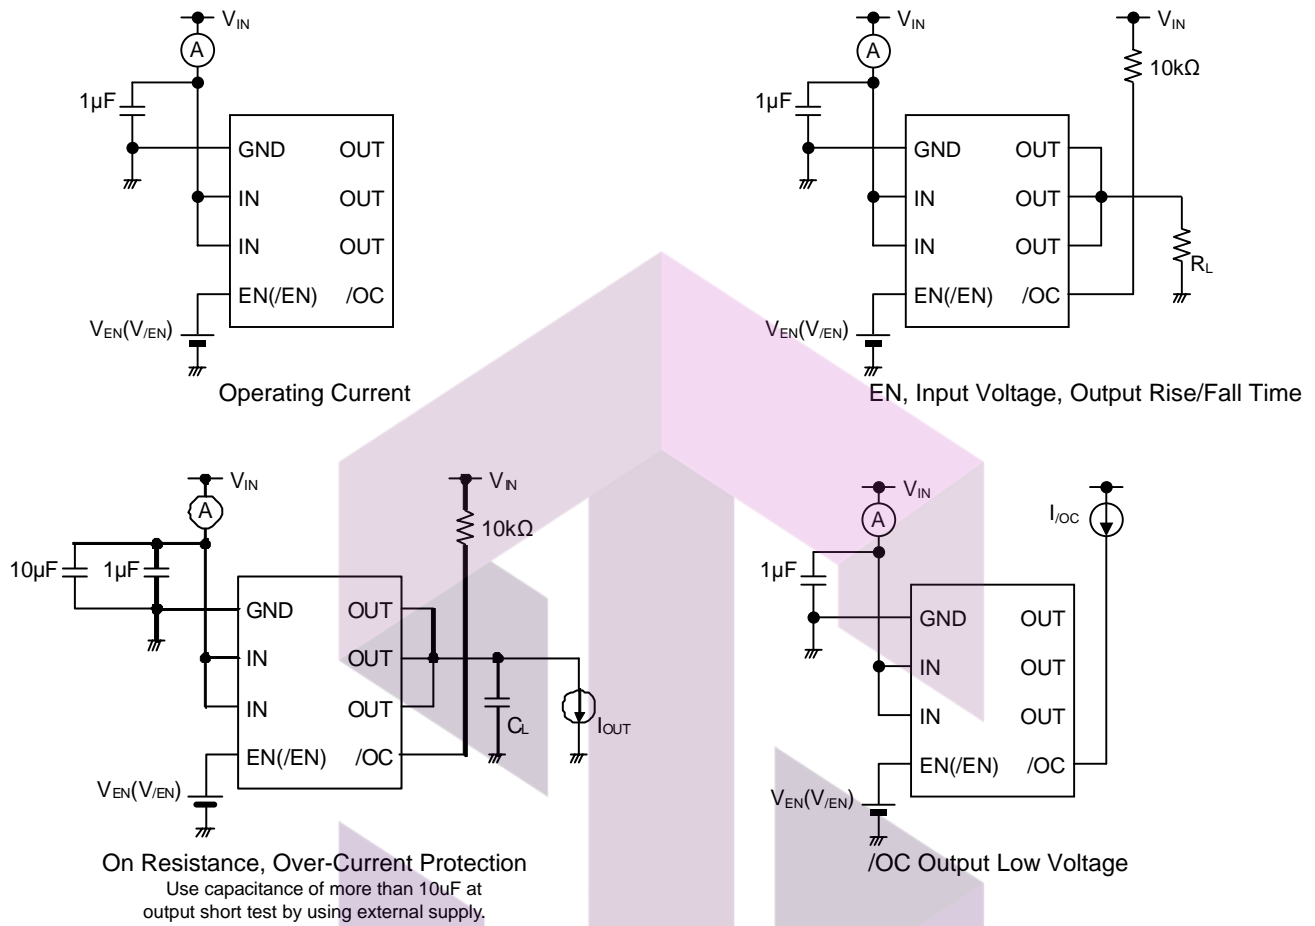 VIN
A
1µF
GND OUT
IN OUT
IN OUT
EN(/EN) /OC
VEN(V/EN)
Operating Current
VIN VIN
A
10kΩ
1µF
GND OUT
IN OUT
IN OUT
RL
EN(/EN) /OC
VEN(V/EN)
EN, Input Voltage, Output Rise/Fall Time
VIN VIN
A
10kΩ
10µF 1µF
GND OUT
IN OUT
IN OUT
CL IOUT
EN(/EN) /OC
VEN(V/EN)
On Resistance, Over-Current Protection
Use capacitance of more than 10uF at
output short test by using external supply.
VIN
A
I/OC
1µF
GND OUT
IN OUT
IN OUT
EN(/EN) /OC
VEN(V/EN)
/OC Output Low Voltage